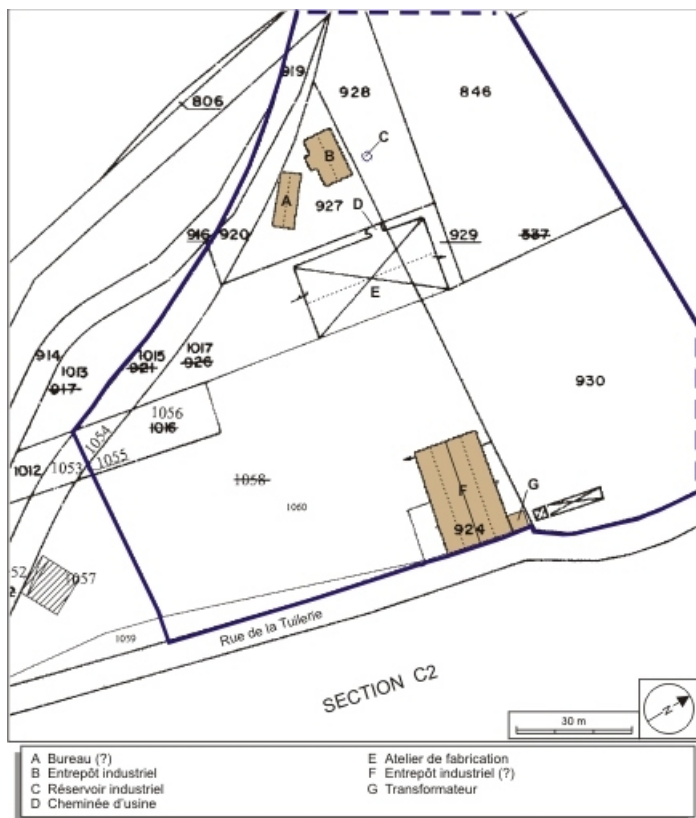 919
928
846
806
C
B
A
927
D
916 920
929
537
E
914
1013
917
1015
921
1017
926
930
1056
1016
1054
1012
1053
1055
1058
1060
F
G
924
52
1057
2
1059
Rue de la Tuilerie
SECTION C2
N
30 m
A Bureau (?)
B Entrepôt industriel
C Réservoir industriel
D Cheminée d'usine
E Atelier de fabrication
F Entrepôt industriel (?)
G Transformateur